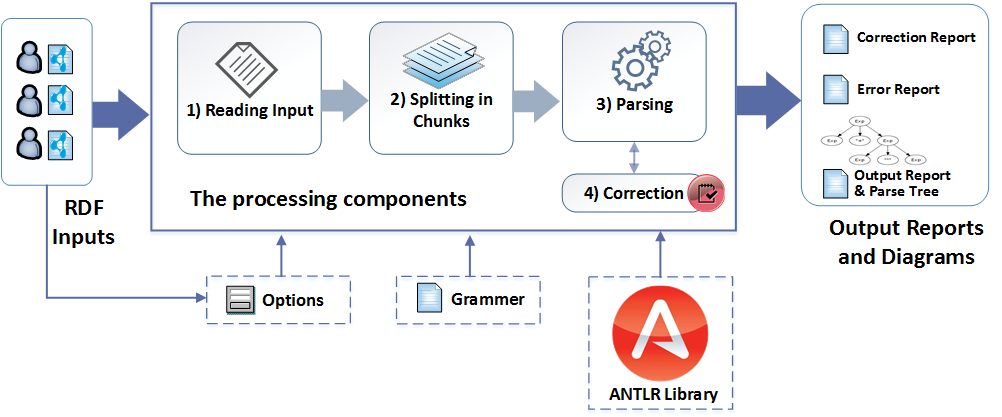 RDF
Inputs
1) Reading Input
2) Splitting in
Chunks
3) Parsing
4) Correction
The processing components
Options
Grammer
ANTLR Library
Correction Report
Error Report
Exp
Exp
"*"
Exp
Exp
Exp
Output Report
& Parse Tree
Output Reports
and Diagrams